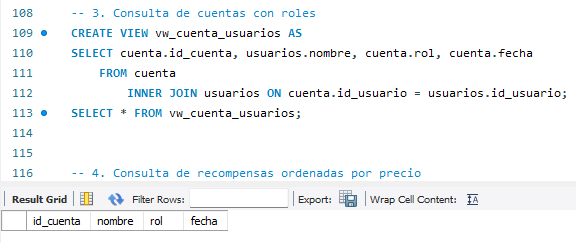 108 -- 3. Consulta de cuentas con roles
109 CREATE VIEW vw_cuenta_usuarios AS
110 SELECT cuenta.id_cuenta, usuarios.nombre, cuenta.rol, cuenta.fecha
111 FROM cuenta
112 INNER JOIN usuarios ON cuenta.id_usuario = usuarios.id_usuario;
113 SELECT * FROM vw_cuenta_usuarios;
114
115
116 -- 4. Consulta de recompensas ordenadas por precio
Result Grid Filter Rows: Export: Wrap Cell Content: IA
id_cuenta nombre rol fecha